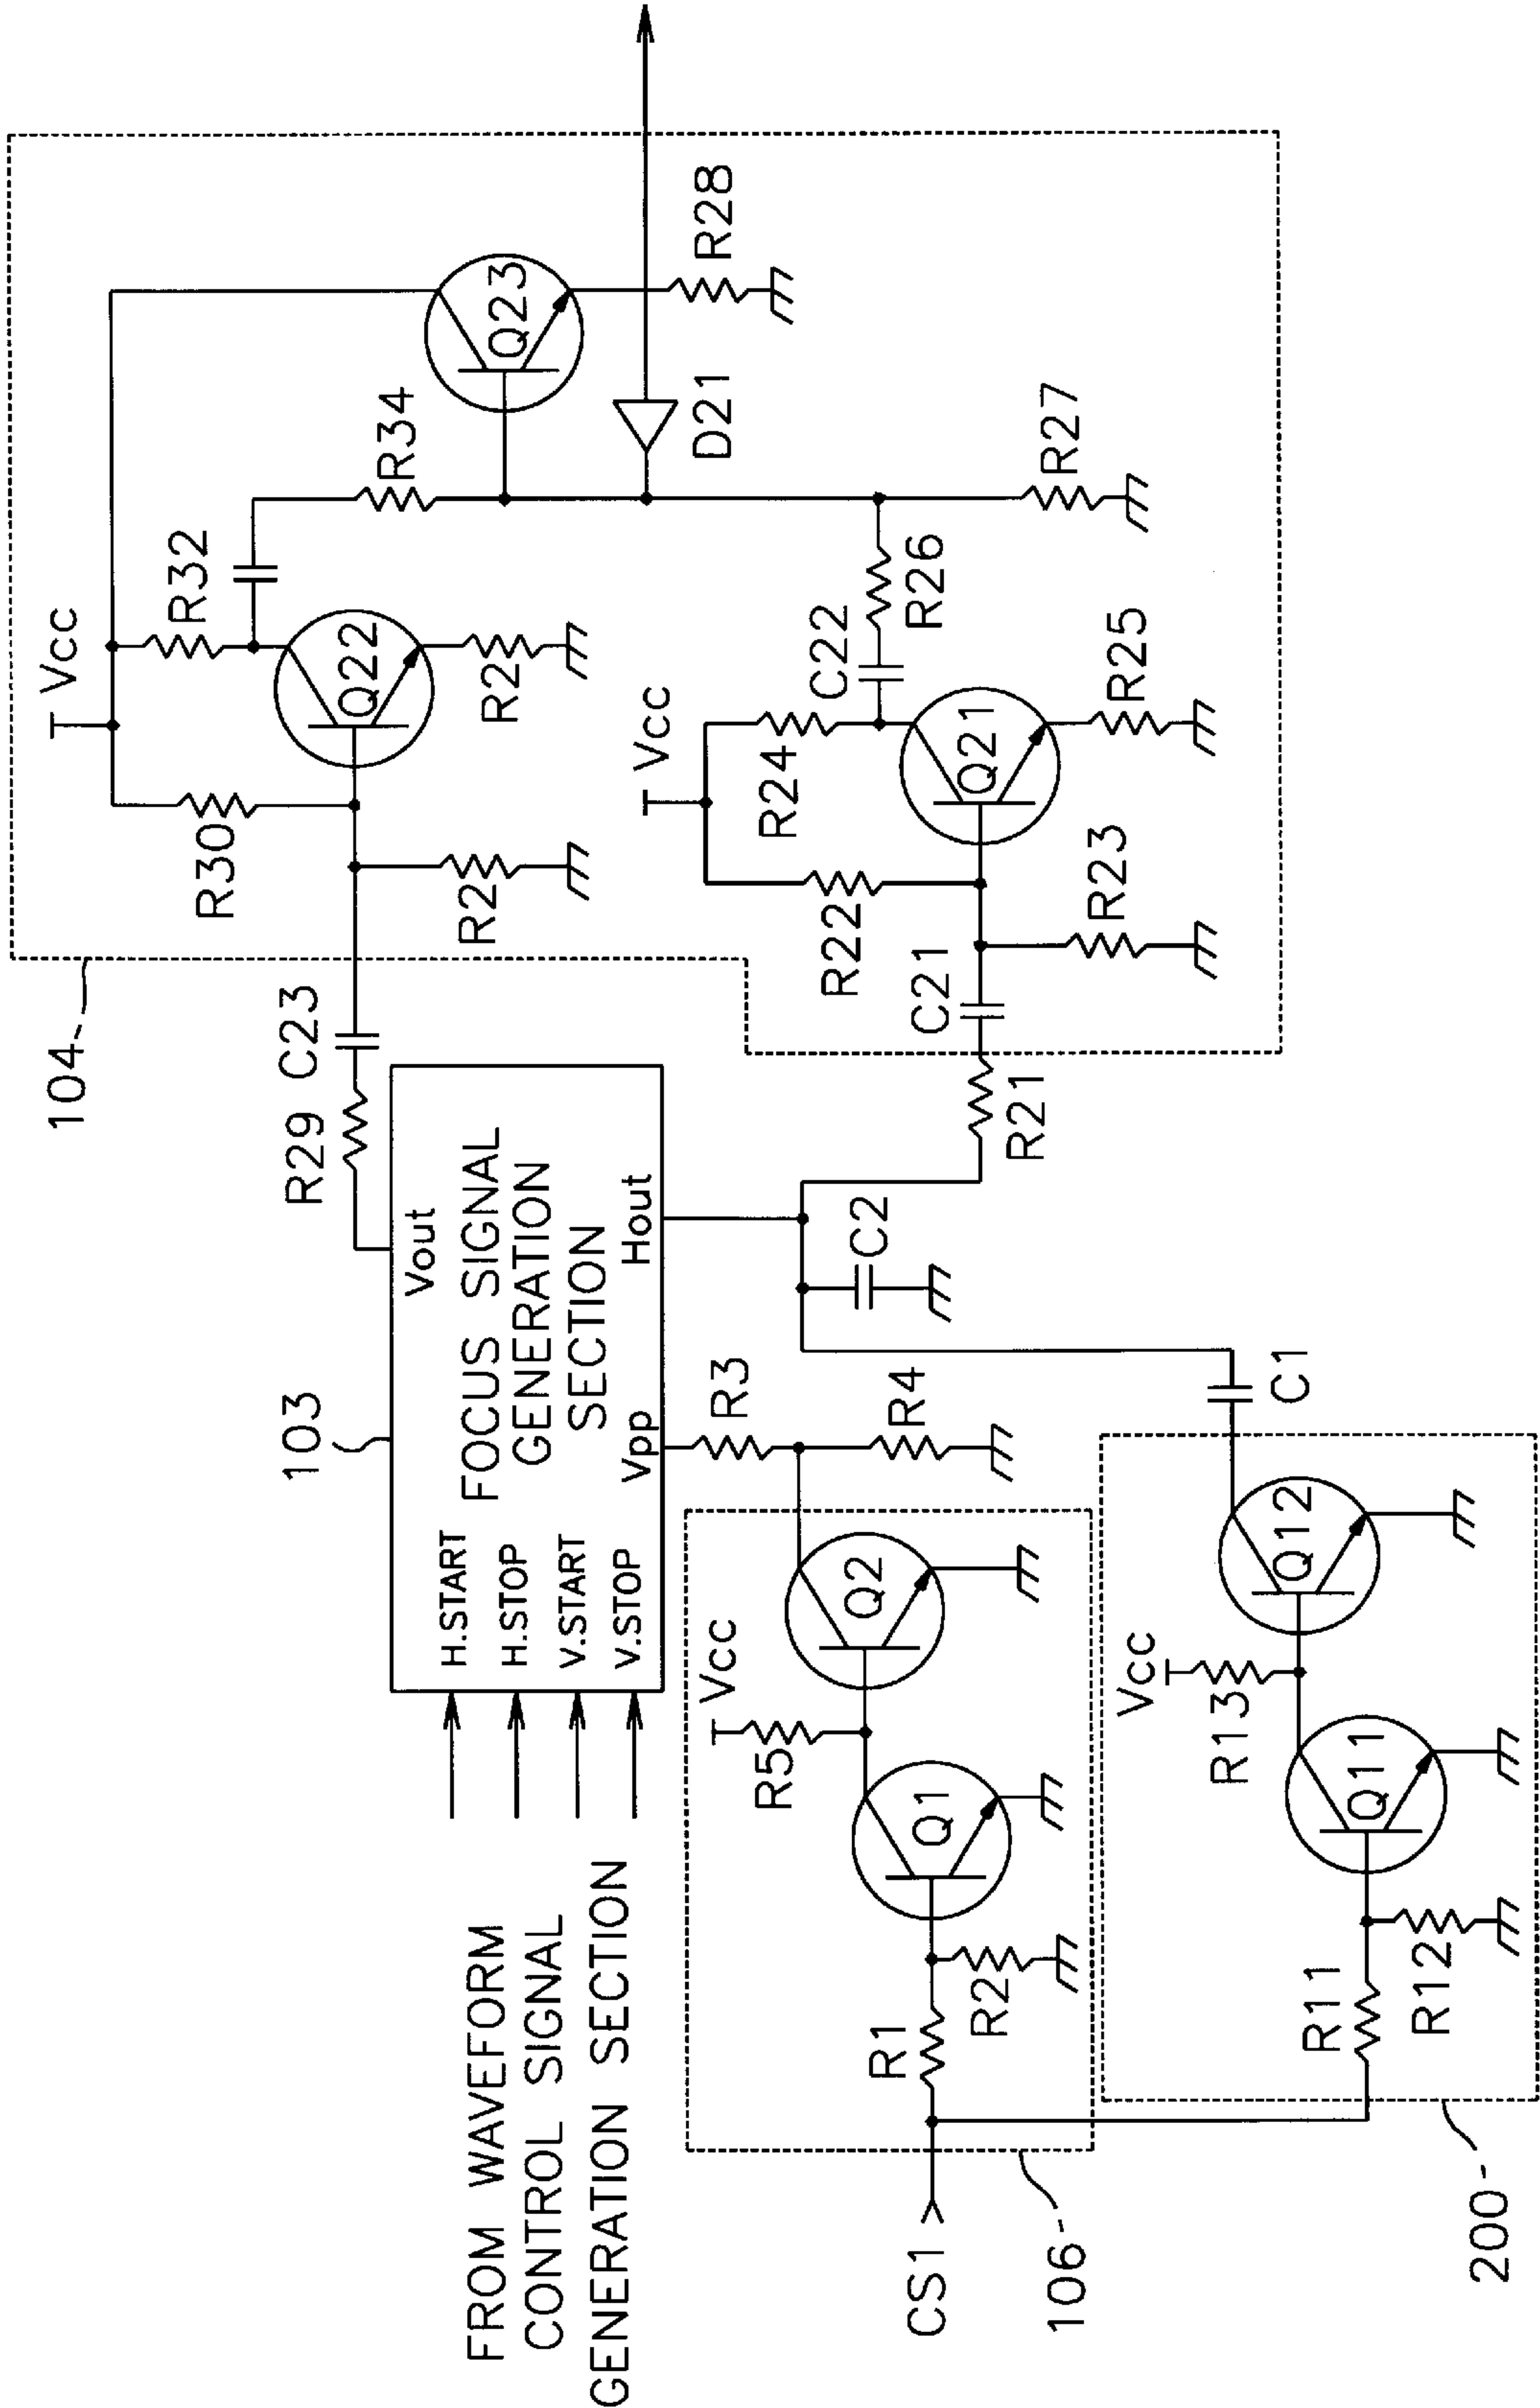 104
Vcc
R32
R30
R29
C23
103
Q22
R34
Vout
H.START
FOCUS SIGNAL
R2
R2
Q23
FROM WAVEFORM
H.STOP
GENERATION
CONTROL SIGNAL
V.START
SECTION
GENERATION SECTION
V.STOP
Vpp
Hout
Vcc
D21
R28
Vcc
R3
R5
R24
C22
R22
Q2
C2
R4
R1
Q1
CS1
C21
Q21
R26
R2
R21
R27
106
R23
R25
Vcc
R13
Q12
C1
R11
Q11
R12
200